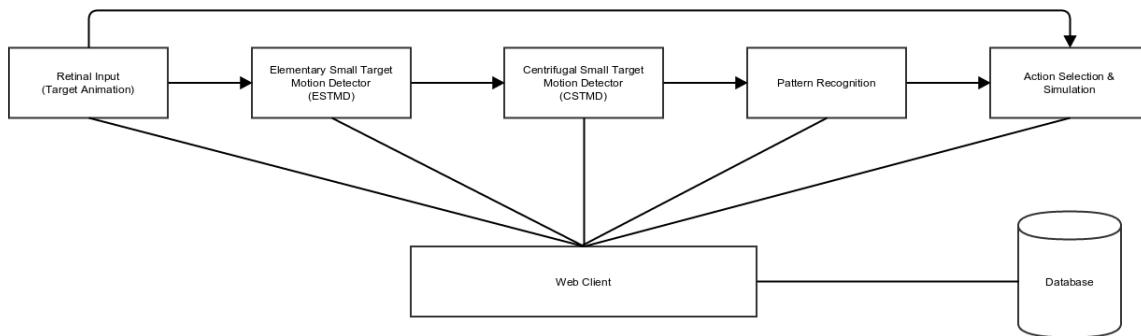 Retinal Input
(Target Animation)
Elementary Small Target
Motion Detector
(ESTMD)
Centrifugal Small Target
Motion Detector
(CSTMD)
Pattern Recognition
Action Selection &
Simulation
Web Client
Database